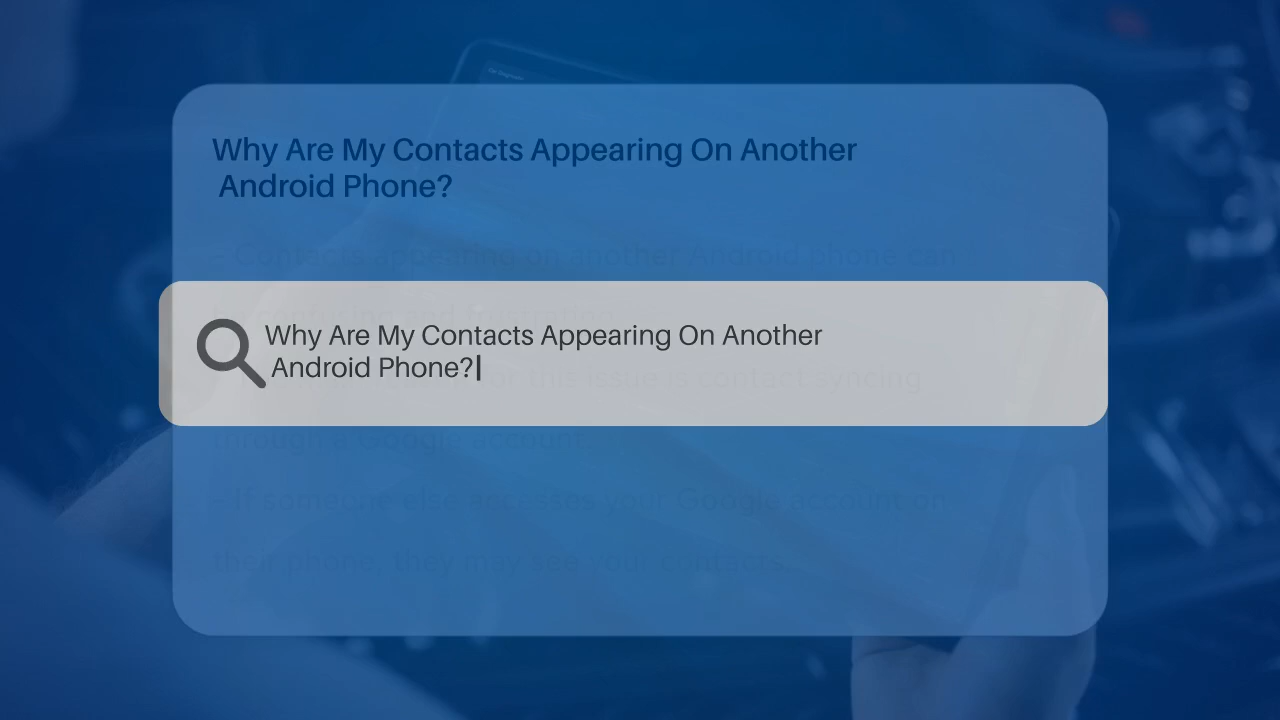 Why Are My Contacts Appearing On Another
Android Phone?
- Contacts appearing on another Android phone can
confusing and frustrating.
Why Are My Contacts Appearing On Another
Android Phone?
this issue is contact syncing
through a Google account.
- If someone else accesses your Google account on
their phone, they may see your contacts.